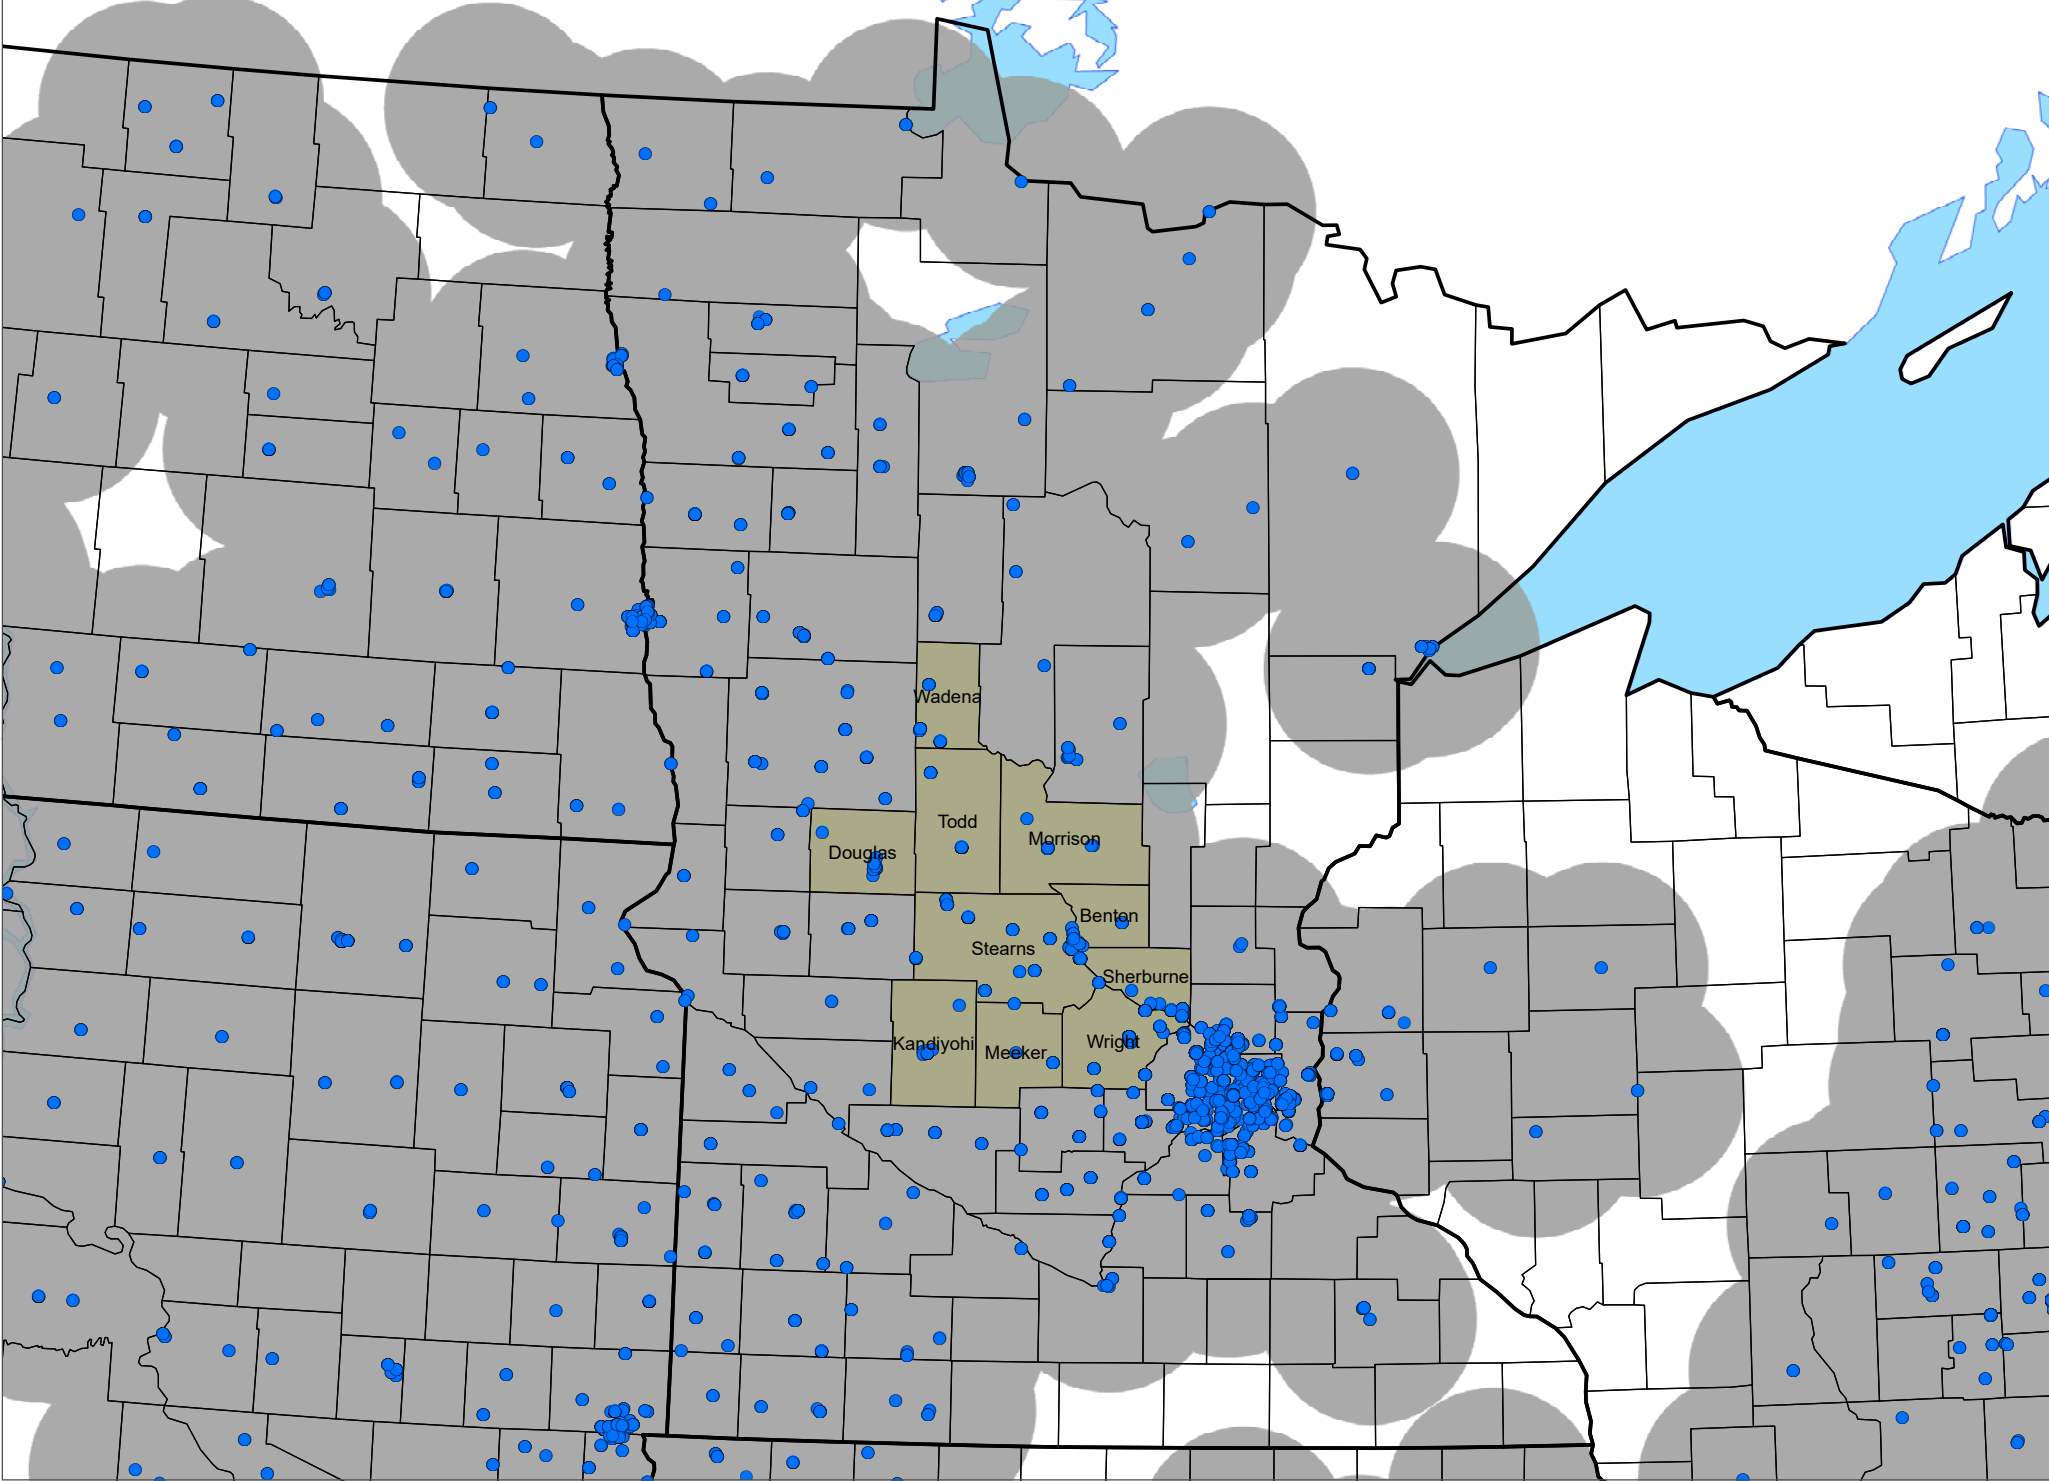 Wadena
Todd
Morrison
Douglas
Benton
Stearns
Sherburne
Kandiyohi
Meeker
Wright